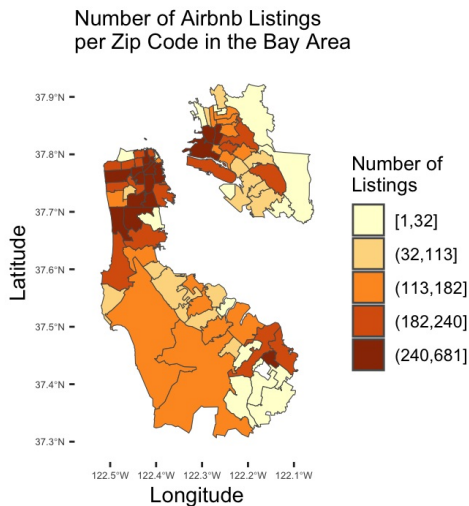 Number of Airbnb Listings
per Zip Code in the Bay Area
37.9°N
37.8°N
37.7°N
37.6°N
37.5°N
37.4°N
37.3°N
Latitude
122.5°W 122.4°W 122.3°W 122.2°W 122.1°W
Longitude
Number of
Listings
[1,32]
(32,113]
(113,182]
(182,240]
(240,681]